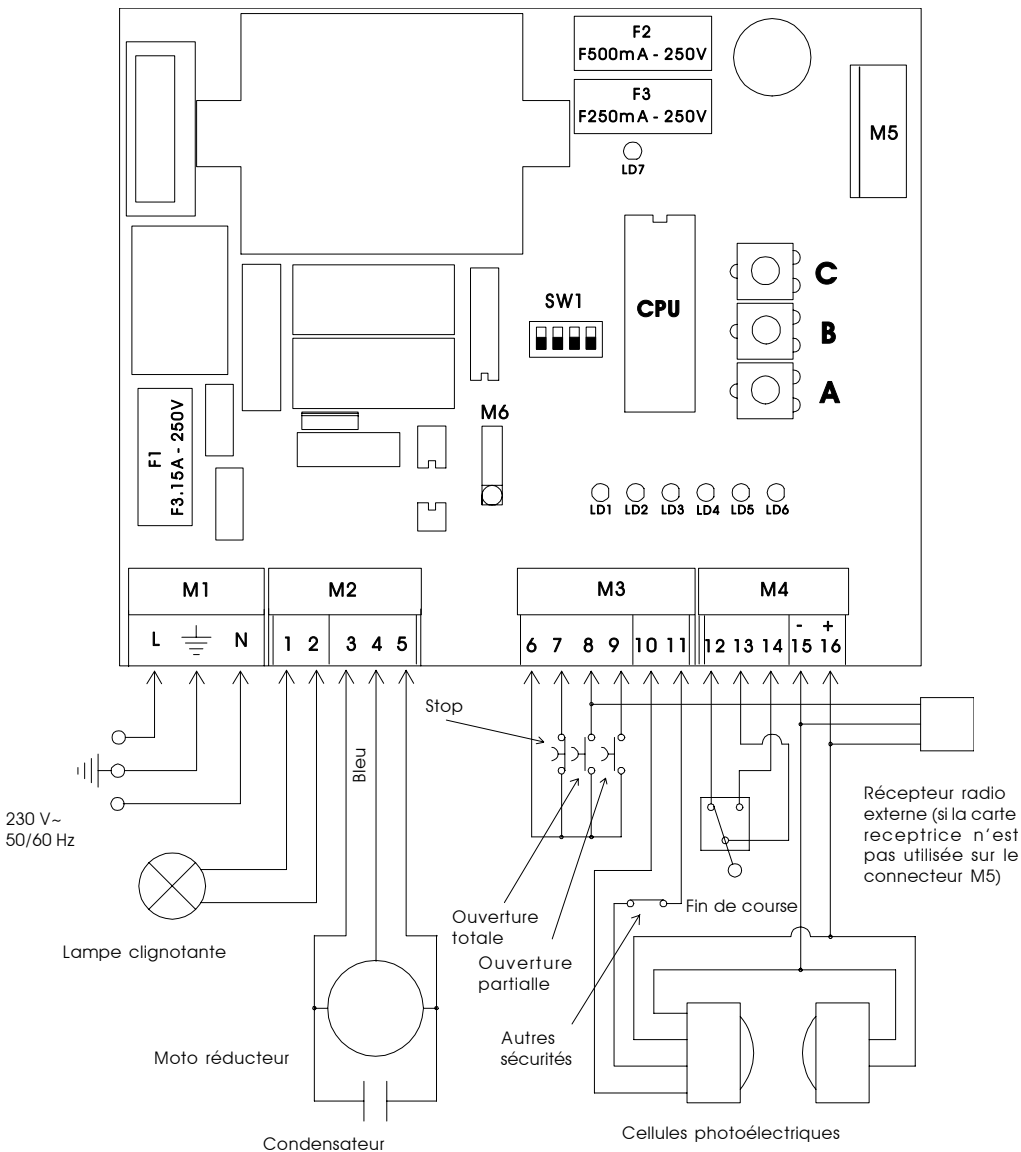 F2
F500mA - 250V
F3
F250mA - 250V
LD7
M5
C
B
A
SW1
CPU
M6
F1
F3.15A - 250V
LD1 LD2 LD3 LD4 LD5 LD6
M1 M2 M3 M4
L N 1 2 3 4 5 6 7 8 9 10 11 12 13 14 15 16
- +
Stop
Bleu
230 V~
50/60 Hz
Récepteur radio
externe (si la carte
receptrice n'est
pas utilisée sur le
connecteur M5)
Lampe clignotante
Ouverture
totale
Fin de course
Ouverture
partialle
Autres
sécurités
Moto réducteur
Condensateur
Cellules photoélectriques